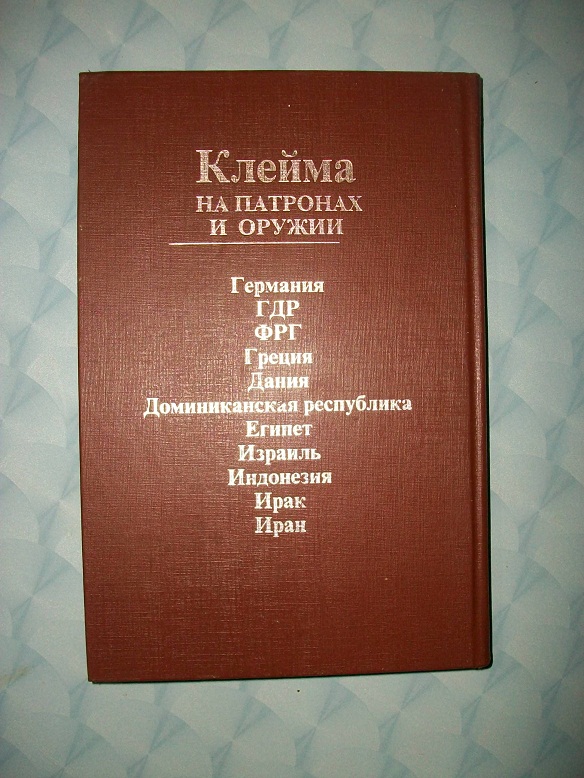 Клейма
НА ПАТРОНАХ
И ОРУЖИИ
Германия
ГДР
ФРГ
Греция
Дания
Доминиканская республика
Египет
Израиль
Индонезия
Ирак
Иран